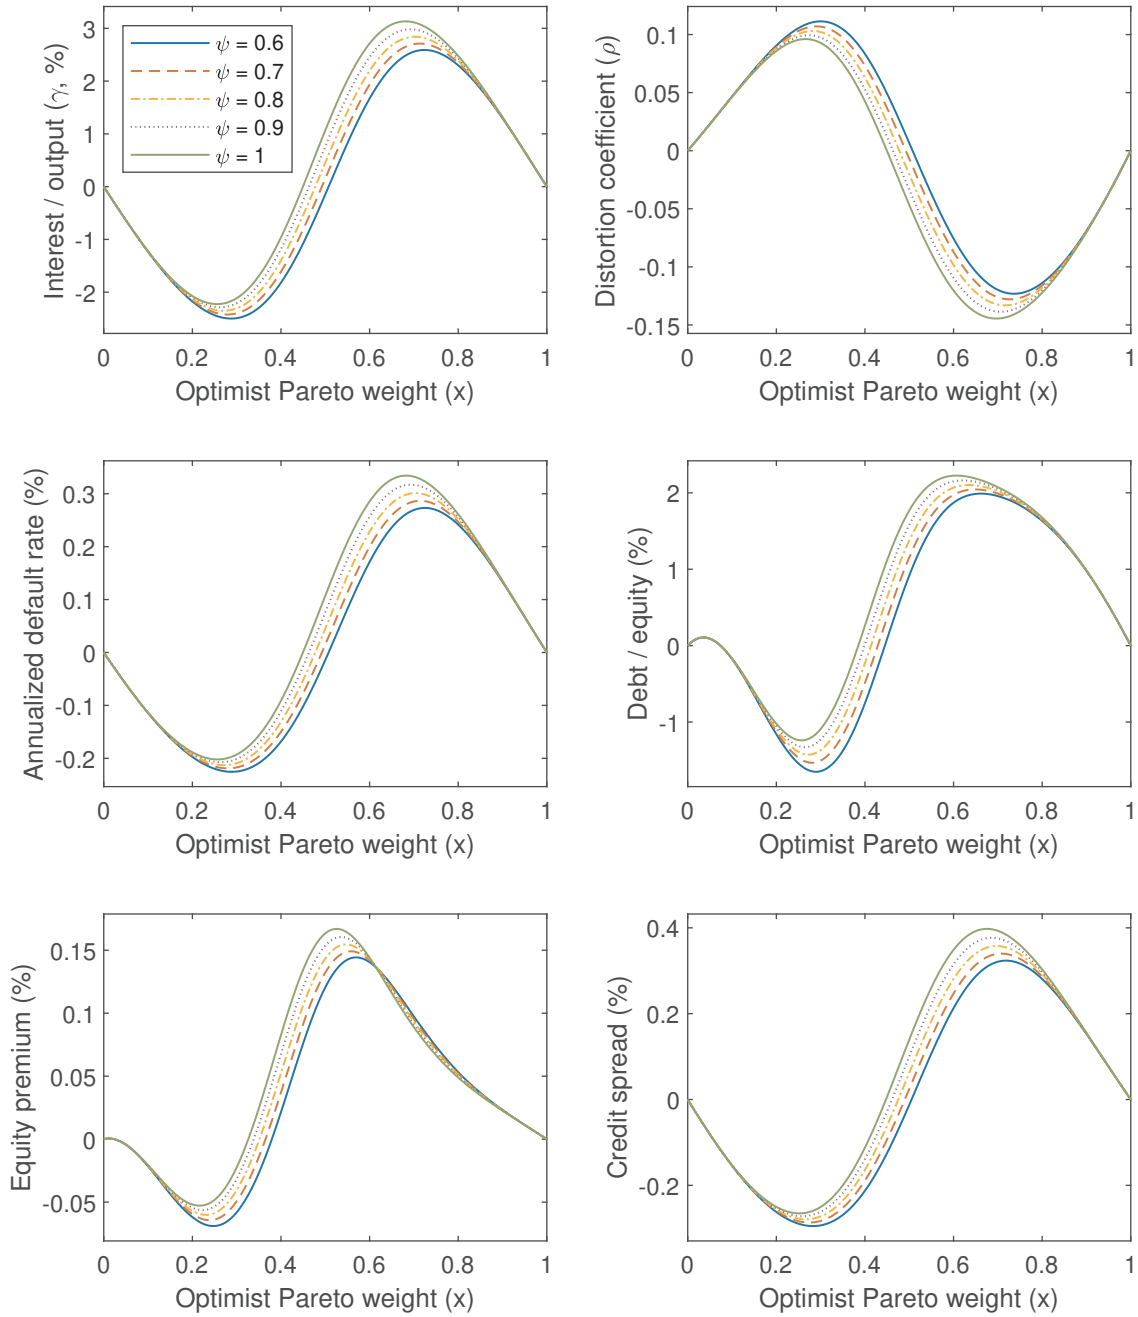 Interest / output (γ, %)
3
2
1
0
-1
-2
ψ = 0.6
ψ = 0.7
ψ = 0.8
ψ = 0.9
ψ = 1
0 0.2 0.4 0.6 0.8 1
Optimist Pareto weight (x)
Distortion coefficient (ρ)
0.1
0.05
0
-0.05
-0.1
-0.15
0 0.2 0.4 0.6 0.8 1
Optimist Pareto weight (x)
Annualized default rate (%)
0.3
0.2
0.1
0
-0.1
-0.2
0 0.2 0.4 0.6 0.8 1
Optimist Pareto weight (x)
Debt / equity (%)
2
1
0
-1
0 0.2 0.4 0.6 0.8 1
Optimist Pareto weight (x)
Equity premium (%)
0.15
0.1
0.05
0
-0.05
0 0.2 0.4 0.6 0.8 1
Optimist Pareto weight (x)
Credit spread (%)
0.4
0.2
0
-0.2
0 0.2 0.4 0.6 0.8 1
Optimist Pareto weight (x)